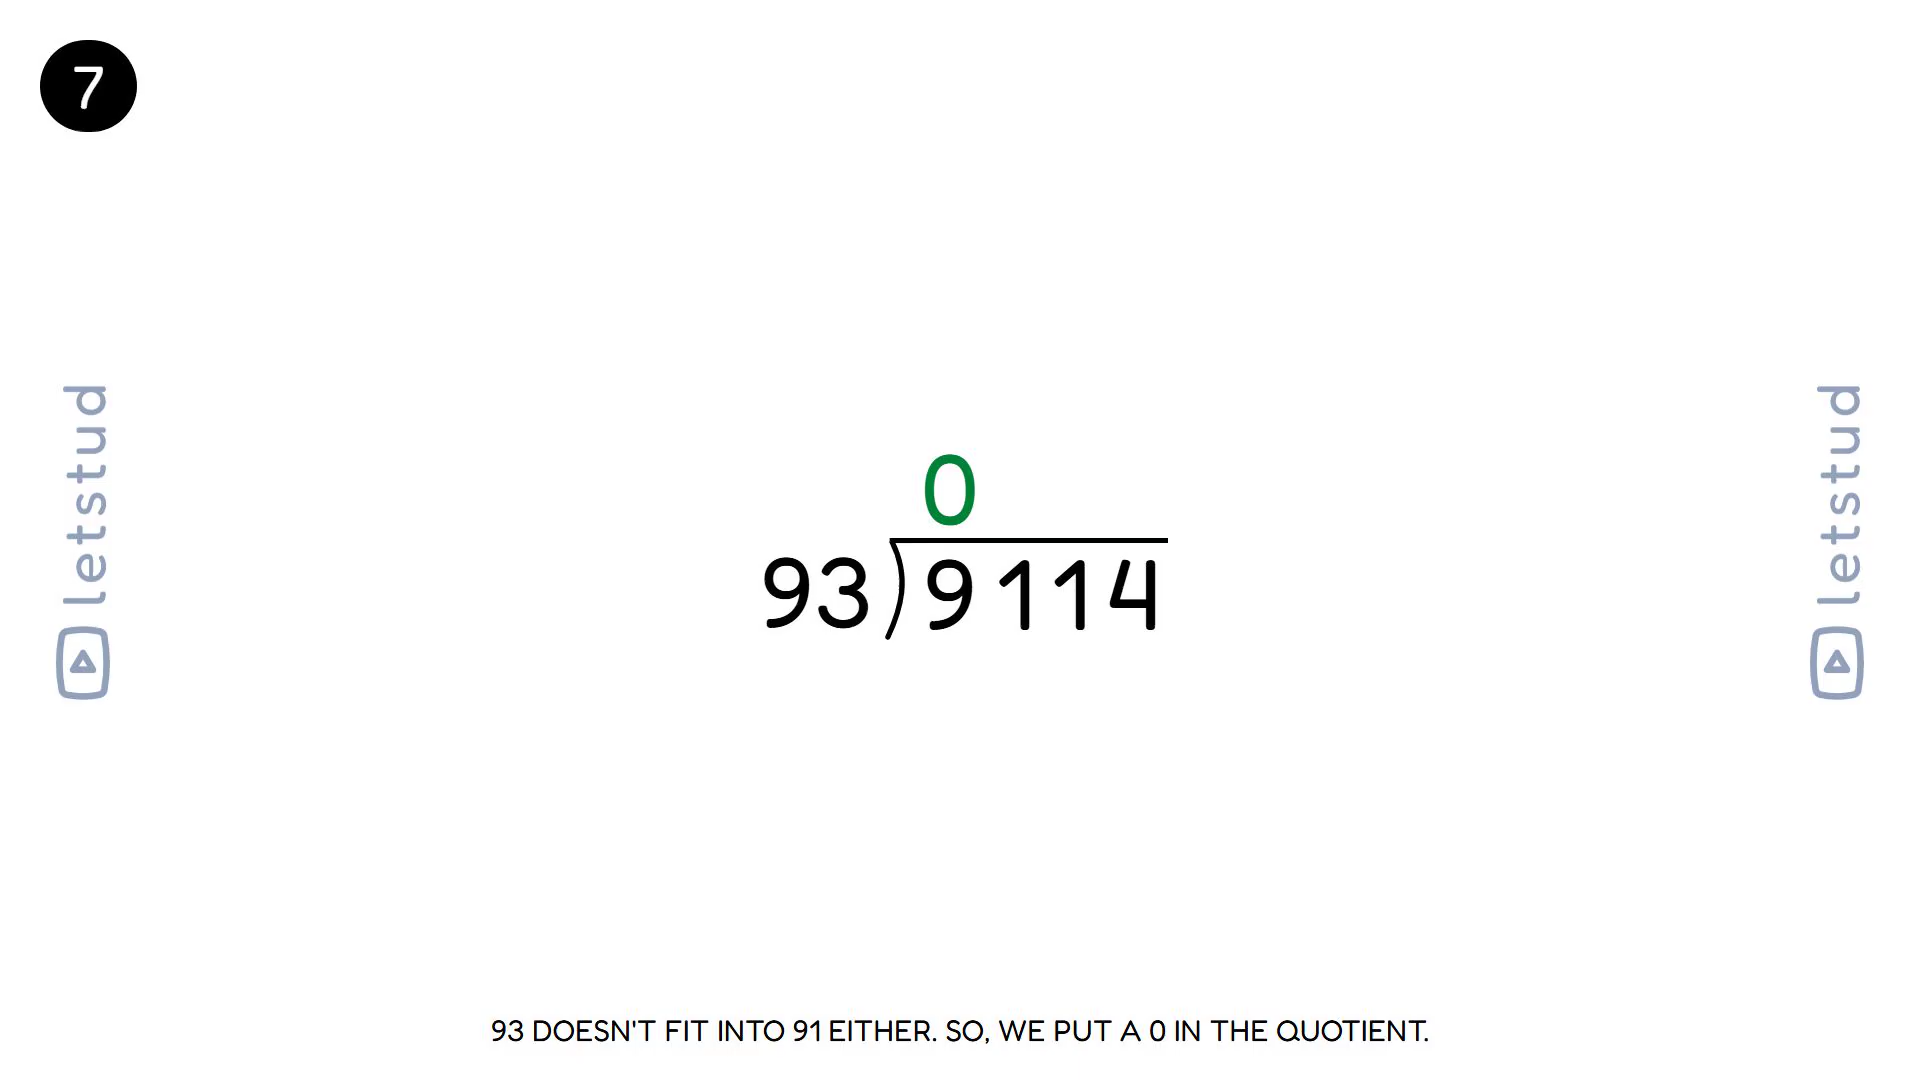 7
letstud
0
93)9114
letstud
93 DOESN'T FIT INTO 91 EITHER. SO, WE PUT A 0 IN THE QUOTIENT.